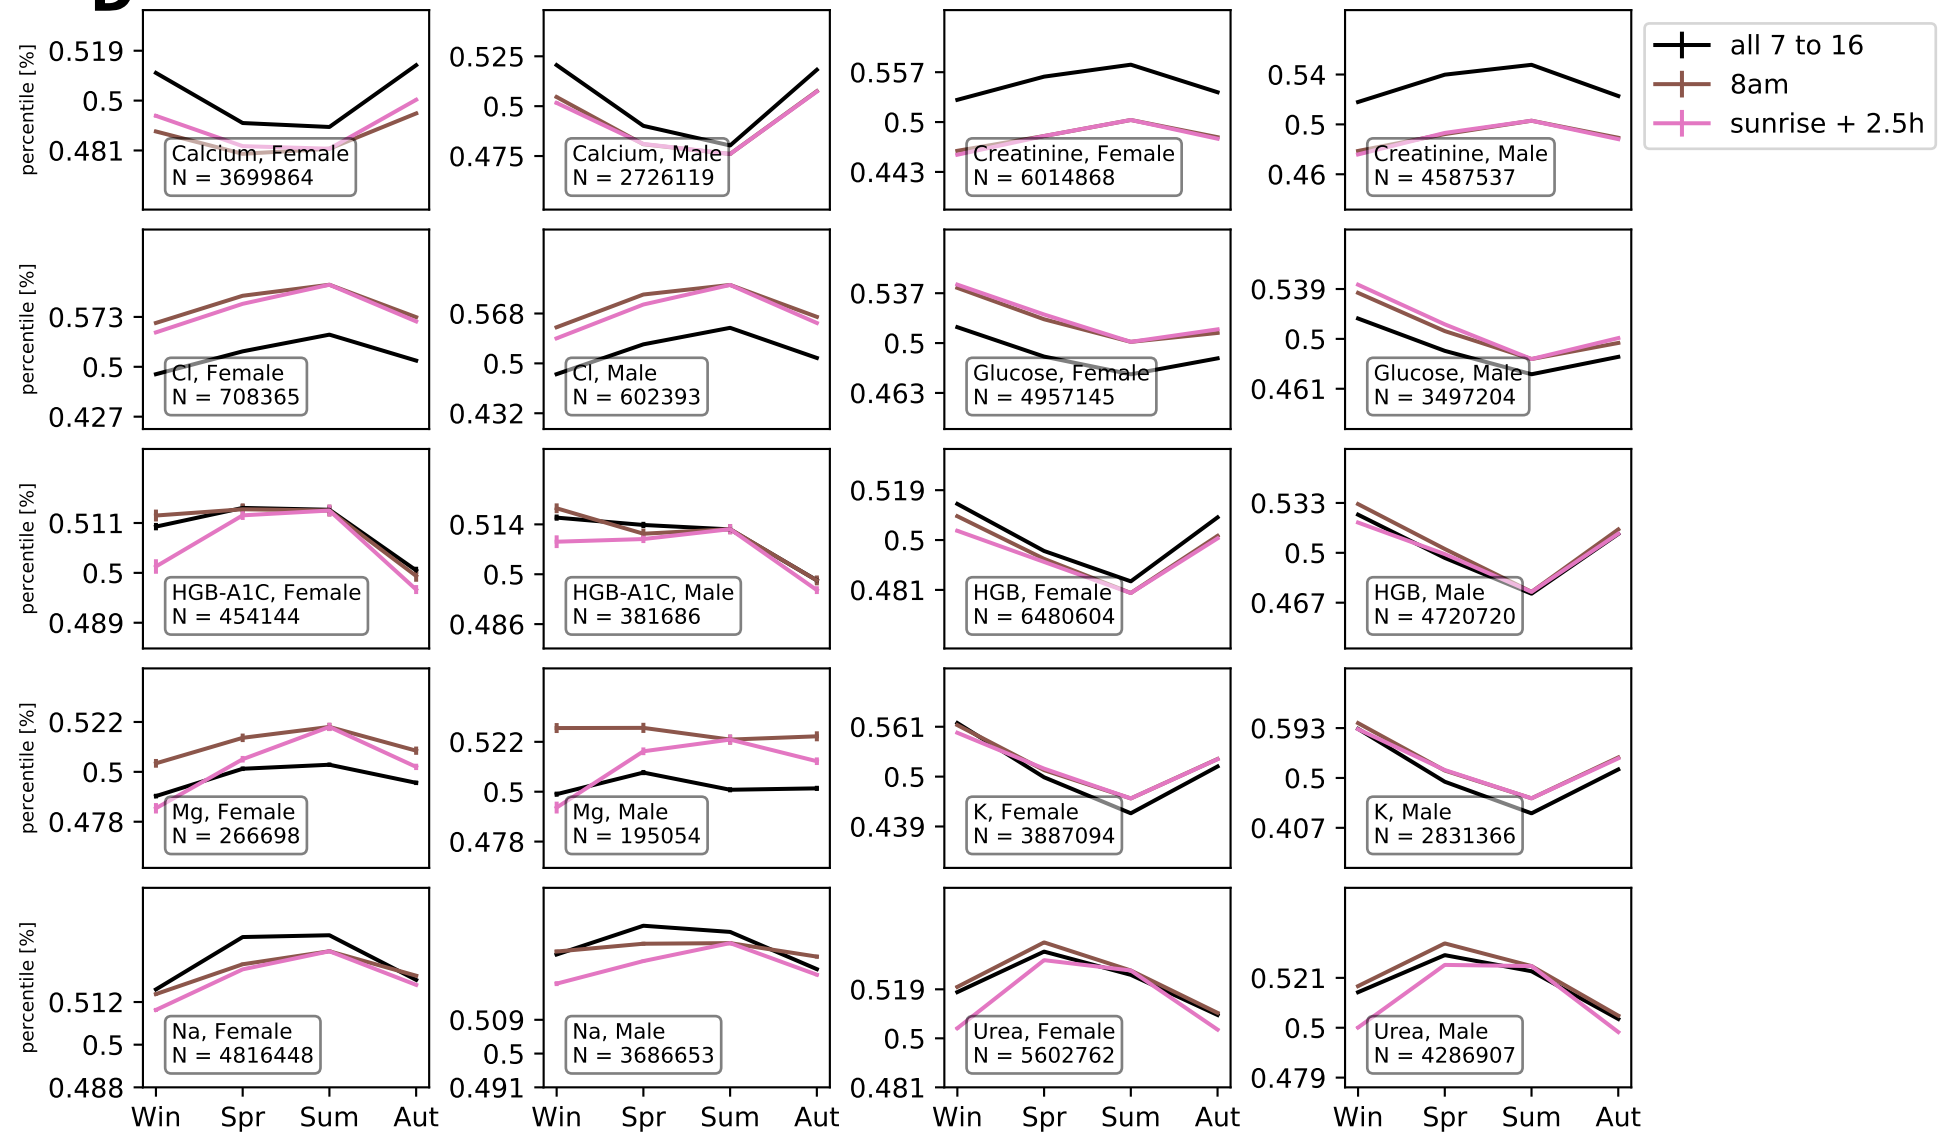 D
percentile [%]
0.519
0.5
0.481
Calcium, Female
N = 3699864
0.525
0.5
0.475
Calcium, Male
N = 2726119
0.557
0.5
0.443
Creatinine, Female
N = 6014868
0.54
0.5
0.46
Creatinine, Male
N = 4587537
all 7 to 16
8am
sunrise + 2.5h
percentile [%]
0.573
0.5
0.427
Cl, Female
N = 708365
0.568
0.5
0.432
Cl, Male
N = 602393
0.537
0.5
0.463
Glucose, Female
N = 4957145
0.539
0.5
0.461
Glucose, Male
N = 3497204
percentile [%]
0.511
0.5
0.489
HGB-A1C, Female
N = 454144
0.514
0.5
0.486
HGB-A1C, Male
N = 381686
0.519
0.5
0.481
HGB, Female
N = 6480604
0.533
0.5
0.467
HGB, Male
N = 4720720
percentile [%]
0.522
0.5
0.478
Mg, Female
N = 266698
0.522
0.5
0.478
Mg, Male
N = 195054
0.561
0.5
0.439
K, Female
N = 3887094
0.593
0.5
0.407
K, Male
N = 2831366
percentile [%]
0.512
0.5
0.488
Na, Female
N = 4816448
Win Spr Sum Aut
0.509
0.5
0.491
Na, Male
N = 3686653
Win Spr Sum Aut
0.519
0.5
0.481
Urea, Female
N = 5602762
Win Spr Sum Aut
0.521
0.5
0.479
Urea, Male
N = 4286907
Win Spr Sum Aut